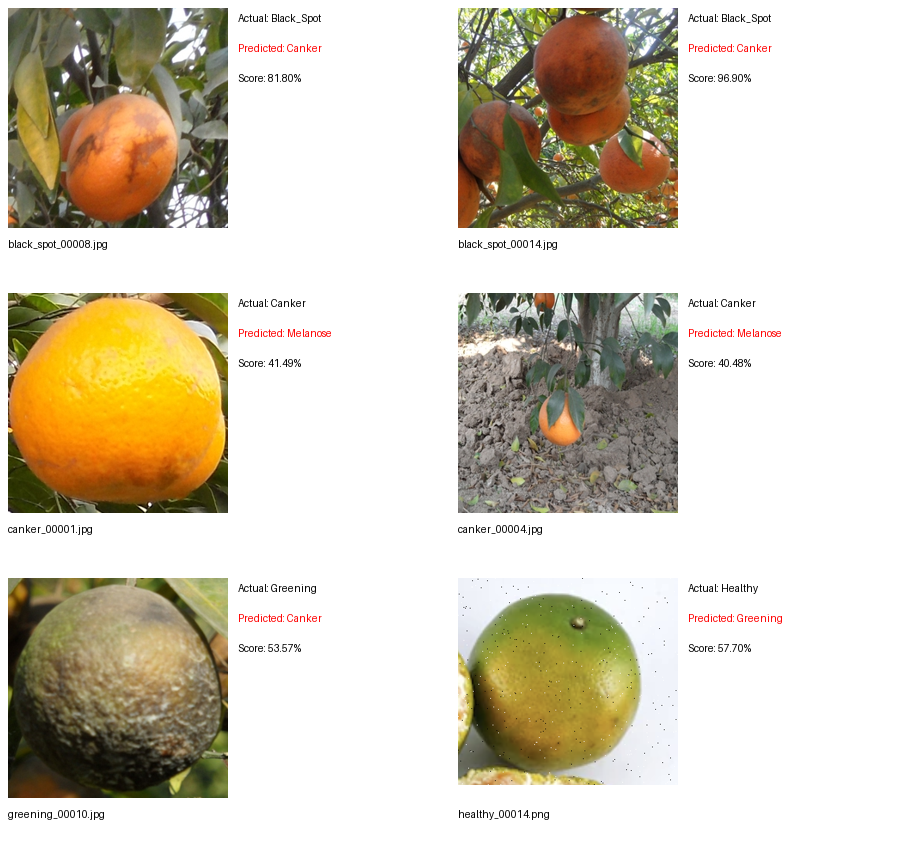 Actual: Black_Spot
Predicted: Canker
Score: 81.80%
black_spot_00008.jpg
Actual: Black_Spot
Predicted: Canker
Score: 96.90%
black_spot_00014.jpg
Actual: Canker
Predicted: Melanose
Score: 41.49%
canker_00001.jpg
Actual: Canker
Predicted: Melanose
Score: 40.48%
canker_00004.jpg
Actual: Greening
Predicted: Canker
Score: 53.57%
greening_00010.jpg
Actual: Healthy
Predicted: Greening
Score: 57.70%
healthy_00014.png